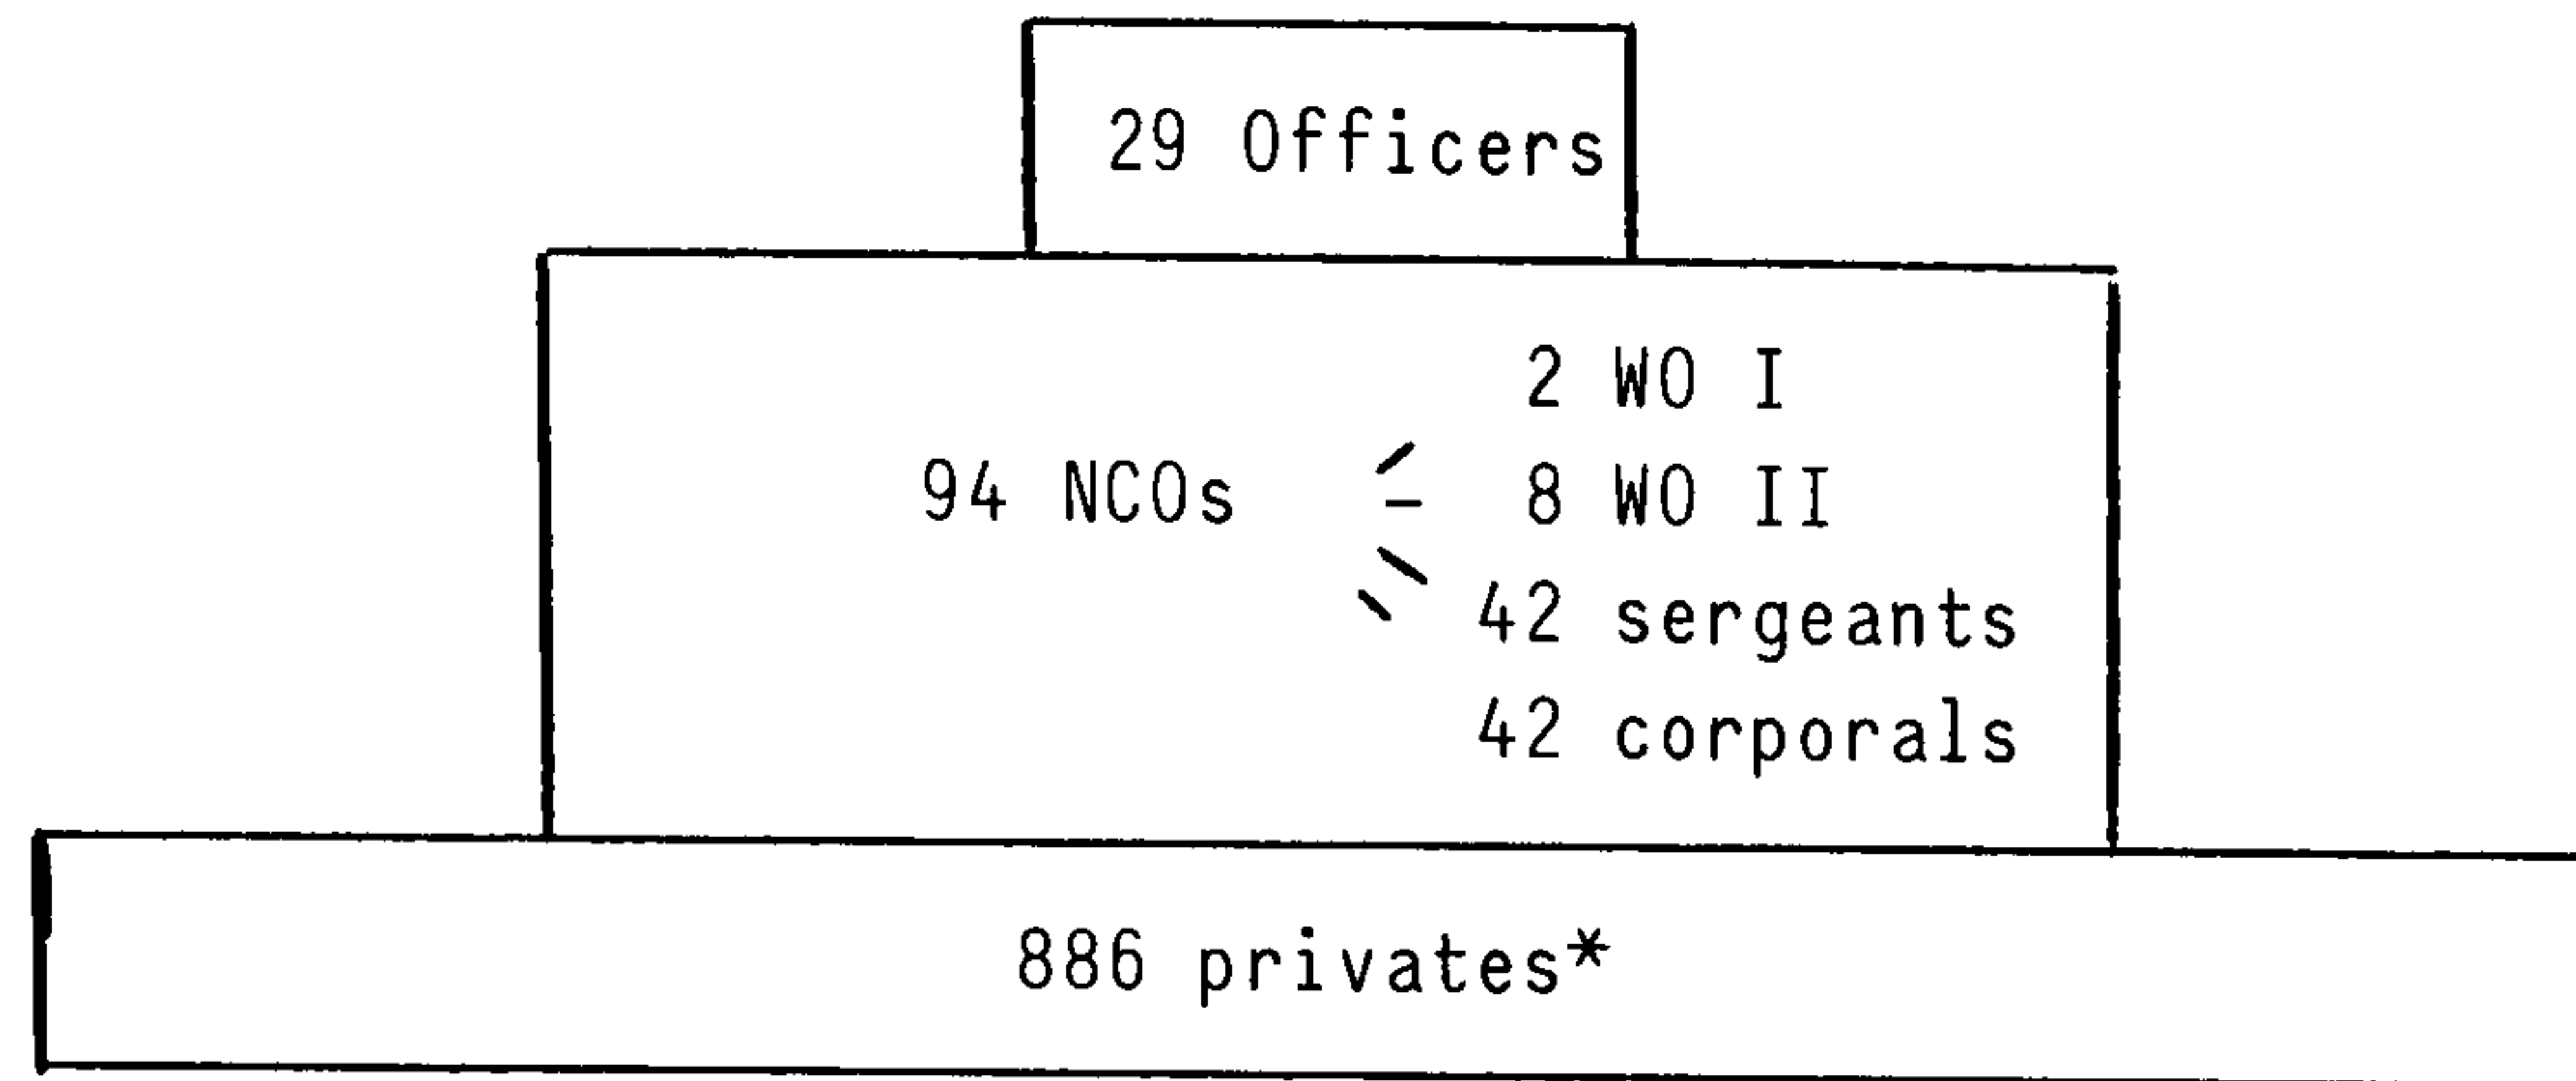 29 Officers
2 WO I
94 NCOs - 8 WO II
42 sergeants
42 corporals
886 privates*